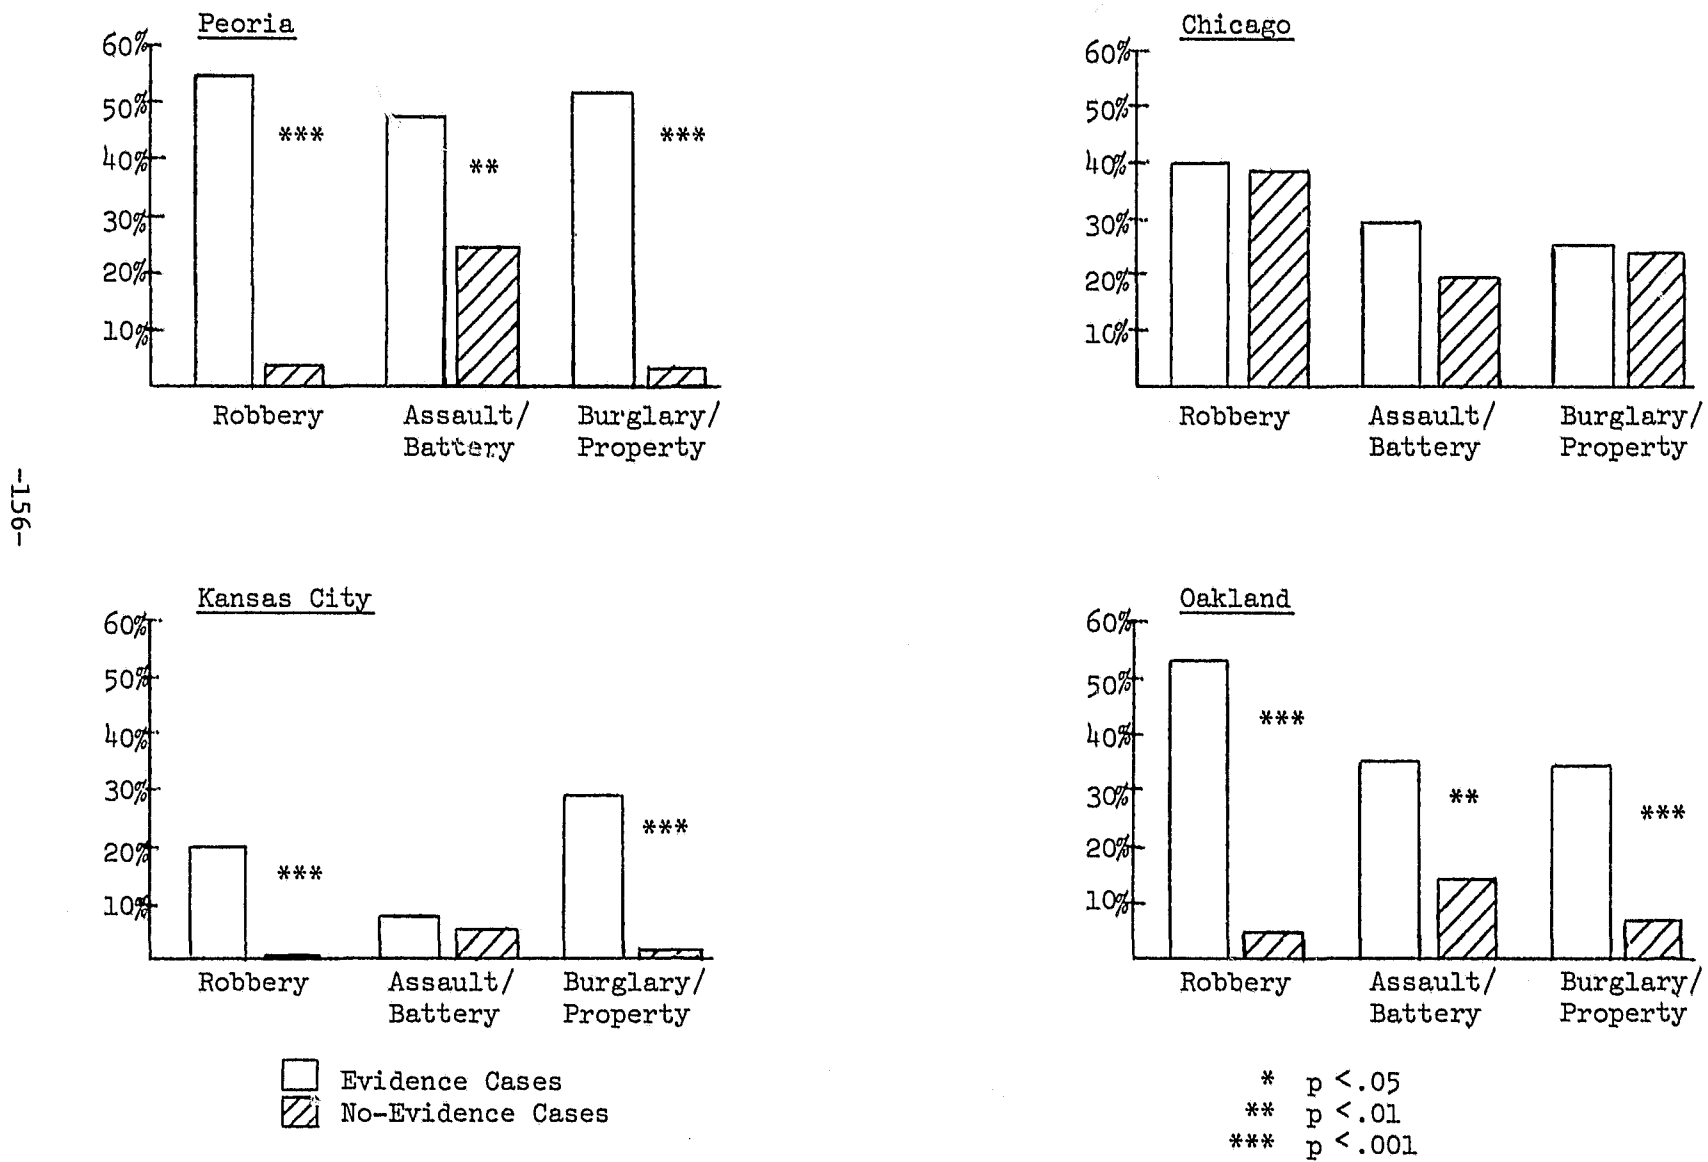 Peoria
60%
50%
40%
30%
20%
10%
***
**
***
Robbery
Assault/
Battery
Burglary/
Property
Chicago
60%
50%
40%
30%
20%
10%
Robbery
Assault/
Battery
Burglary/
Property
-156-
Kansas City
60%
50%
40%
30%
20%
10%
***
***
Robbery
Assault/
Battery
Burglary/
Property
Oakland
60%
50%
40%
30%
20%
10%
***
**
***
Robbery
Assault/
Battery
Burglary/
Property
Evidence Cases
No-Evidence Cases
* p <.05
** p <.01
*** p <.001